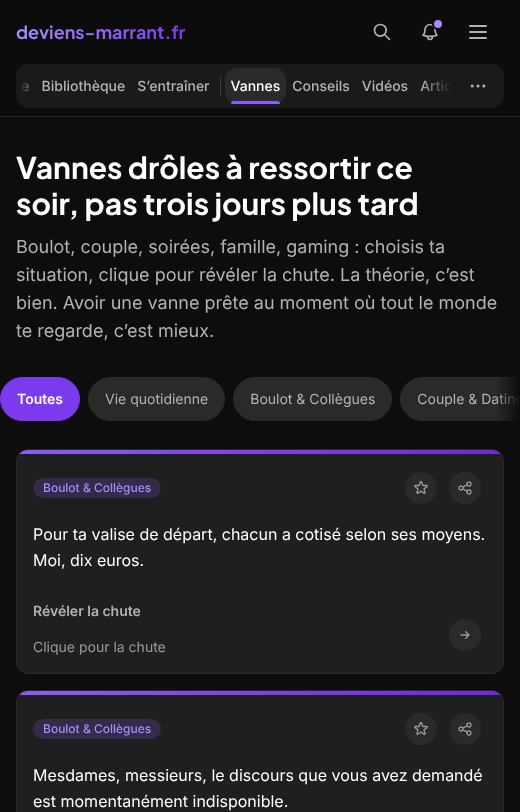 deviens-marrant.fr
Bibliothèque S’entraîner Vannes Conseils Vidéos
Vannes drôles à ressortir ce
soir, pas trois jours plus tard
Boulot, couple, soirées, famille, gaming : choisis ta
situation, clique pour révéler la chute. La théorie, c’est
bien. Avoir une vanne prête au moment où tout le monde
te regarde, c’est mieux.
Toutes Vie quotidienne Boulot & Collègues Couple & Datin
Boulot & Collègues
Pour ta valise de départ, chacun a cotisé selon ses moyens.
Moi, dix euros.
Révéler la chute
Clique pour la chute
Boulot & Collègues
Mesdames, messieurs, le discours que vous avez demandé
est momentanément indisponible.